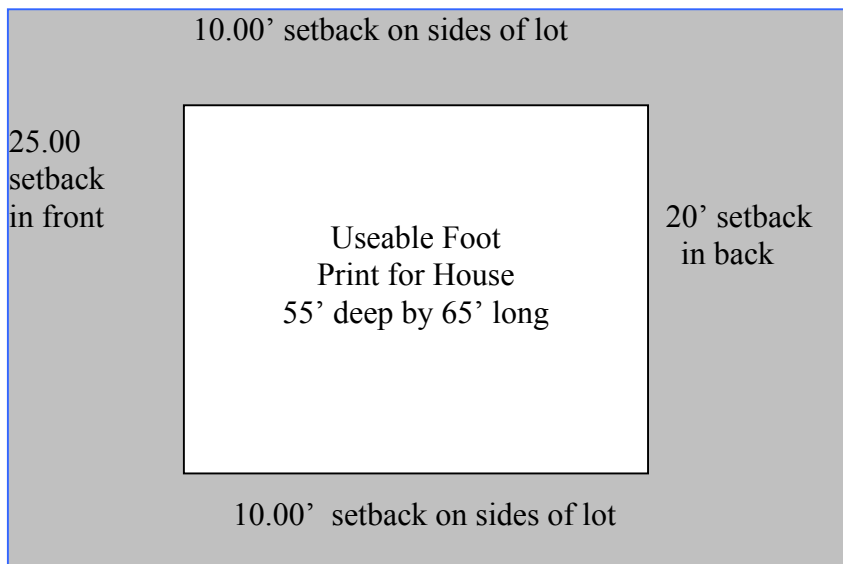 10.00’ setback on sides of lot
25.00
setback
in front
Useable Foot
Print for House
55’ deep by 65’ long
20’ setback
in back
10.00’ setback on sides of lot